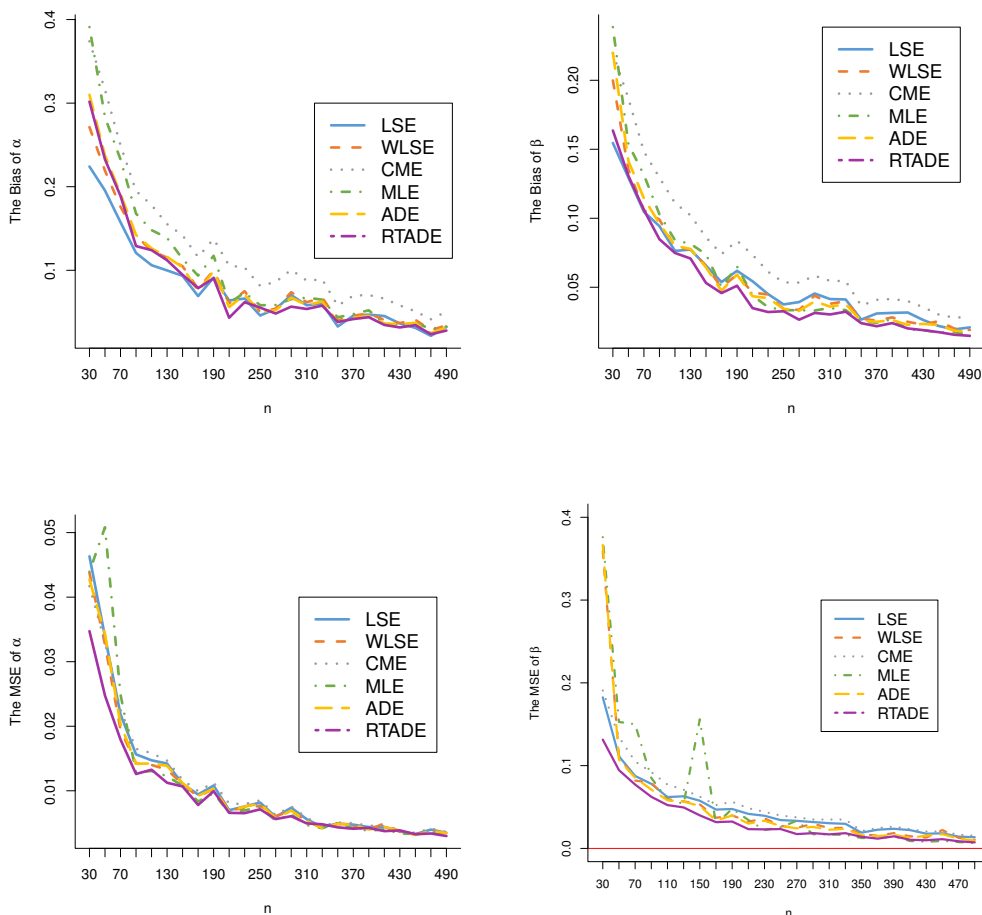 The Bias of α
0.4
0.3
0.2
0.1
LSE
WLSE
CME
MLE
ADE
RTADE
30 70 130 190 250 310 370 430 490
n
The Bias of β
0.20
0.15
0.10
0.05
LSE
WLSE
CME
MLE
ADE
RTADE
30 70 130 190 250 310 370 430 490
n
The MSE of α
0.05
0.04
0.03
0.02
0.01
LSE
WLSE
CME
MLE
ADE
RTADE
30 70 130 190 250 310 370 430 490
n
The MSE of β
0.4
0.3
0.2
0.1
0.0
LSE
WLSE
CME
MLE
ADE
RTADE
30 70 110 150 190 230 270 310 350 390 430 470
n